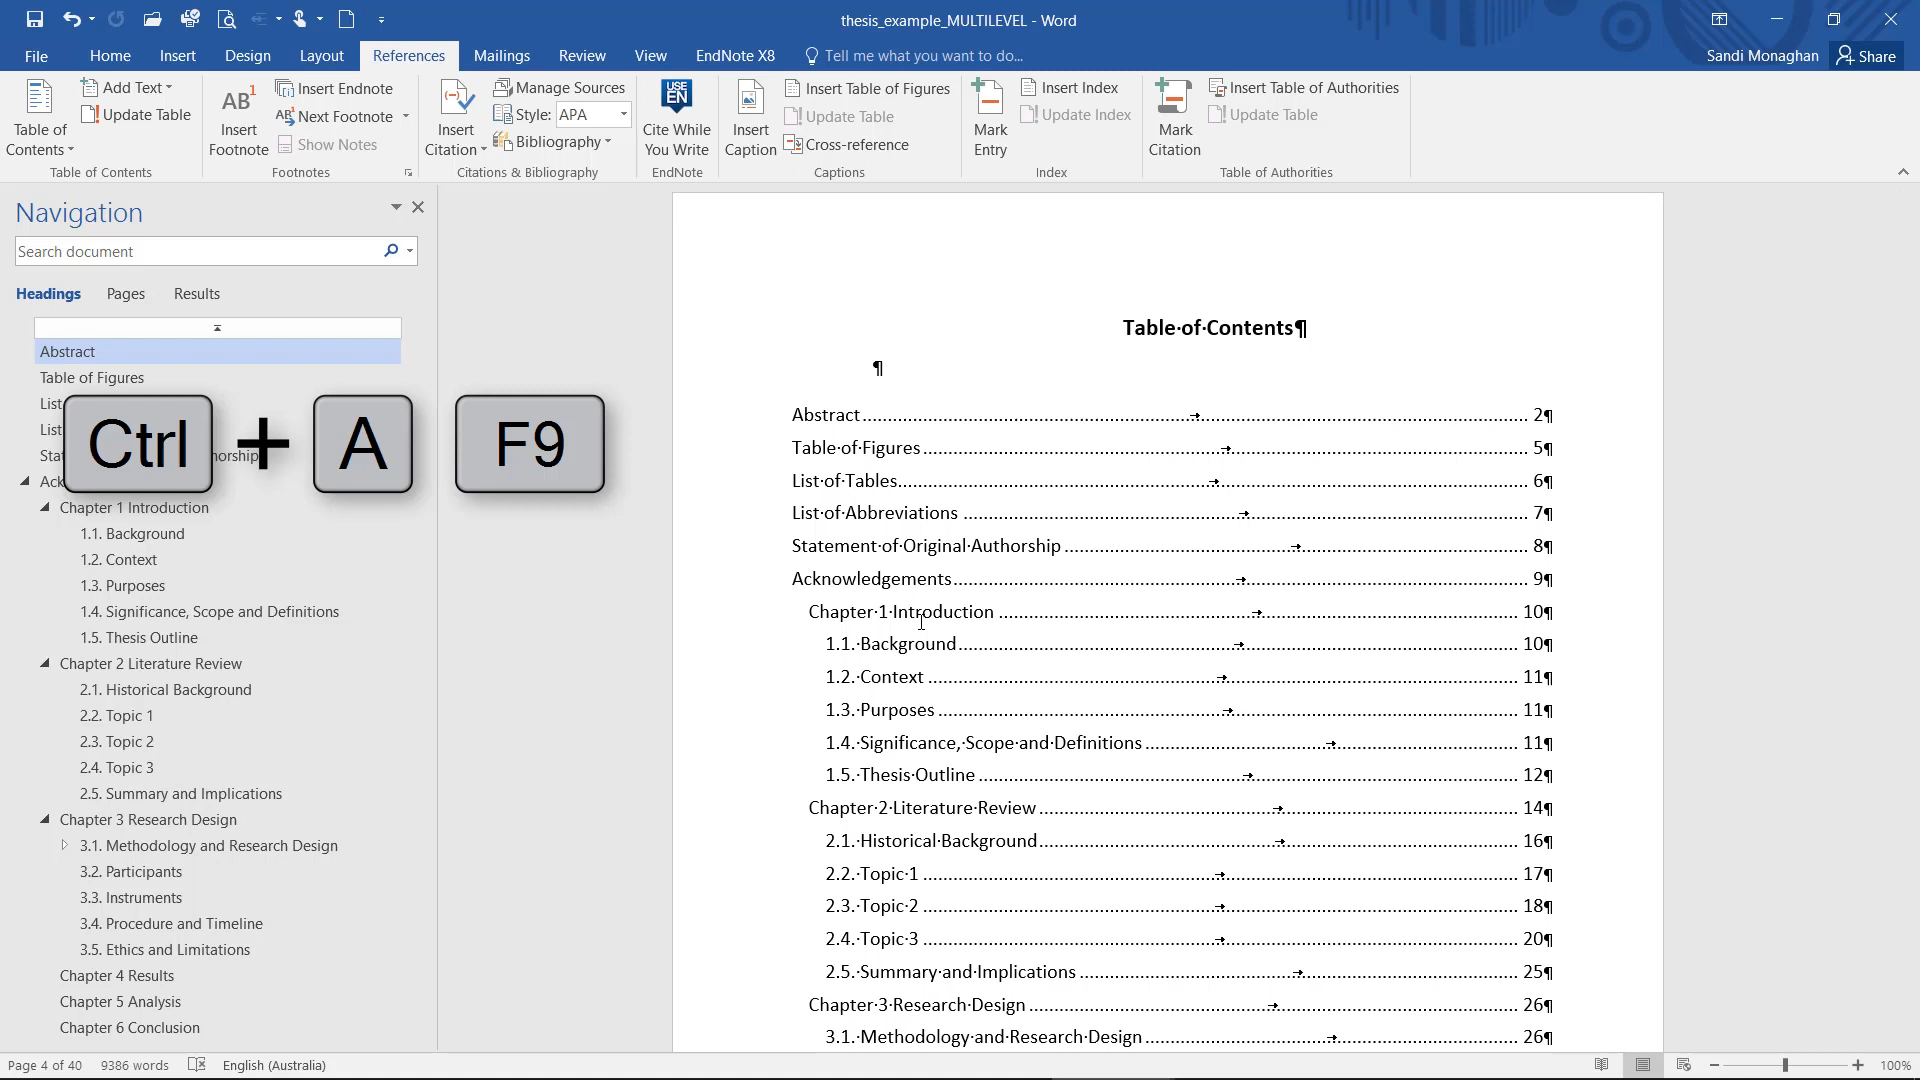 thesis_example_MULTILEVEL - Word
File Home Insert Design Layout References Mailings Review View EndNote X8 Tell me what you want to do... Sandi Monaghan Share
Table of Contents
Add Text
Update Table
Table of Contents
AB1
Insert Footnote
Insert Endnote
Next Footnote
Show Notes
Footnotes
Insert Citation
Manage Sources
Style: APA
Bibliography
Citations & Bibliography
USE EN
Cite While You Write
EndNote
Insert Caption
Insert Table of Figures
Update Table
Cross-reference
Captions
Mark Entry
Insert Index
Update Index
Index
Mark Citation
Insert Table of Authorities
Update Table
Table of Authorities
Navigation
Search document
Headings Pages Results
Abstract
Table of Figures
List
List
Sta norship
Ack
Ctrl + A F9
Chapter 1 Introduction
1.1. Background
1.2. Context
1.3. Purposes
1.4. Significance, Scope and Definitions
1.5. Thesis Outline
Chapter 2 Literature Review
2.1. Historical Background
2.2. Topic 1
2.3. Topic 2
2.4. Topic 3
2.5. Summary and Implications
Chapter 3 Research Design
3.1. Methodology and Research Design
3.2. Participants
3.3. Instruments
3.4. Procedure and Timeline
3.5. Ethics and Limitations
Chapter 4 Results
Chapter 5 Analysis
Chapter 6 Conclusion
Table·of·Contents¶
¶
Abstract → 2¶
Table·of·Figures → 5¶
List·of·Tables → 6¶
List·of·Abbreviations → 7¶
Statement·of·Original·Authorship → 8¶
Acknowledgements → 9¶
Chapter·1·Introduction → 10¶
1.1.·Background → 10¶
1.2.·Context → 11¶
1.3.·Purposes → 11¶
1.4.·Significance,·Scope·and·Definitions → 11¶
1.5.·Thesis·Outline → 12¶
Chapter·2·Literature·Review → 14¶
2.1.·Historical·Background → 16¶
2.2.·Topic·1 → 17¶
2.3.·Topic·2 → 18¶
2.4.·Topic·3 → 20¶
2.5.·Summary·and·Implications → 25¶
Chapter·3·Research·Design → 26¶
3.1.·Methodology·and·Research·Design → 26¶
Page 4 of 40 9386 words English (Australia) 100%